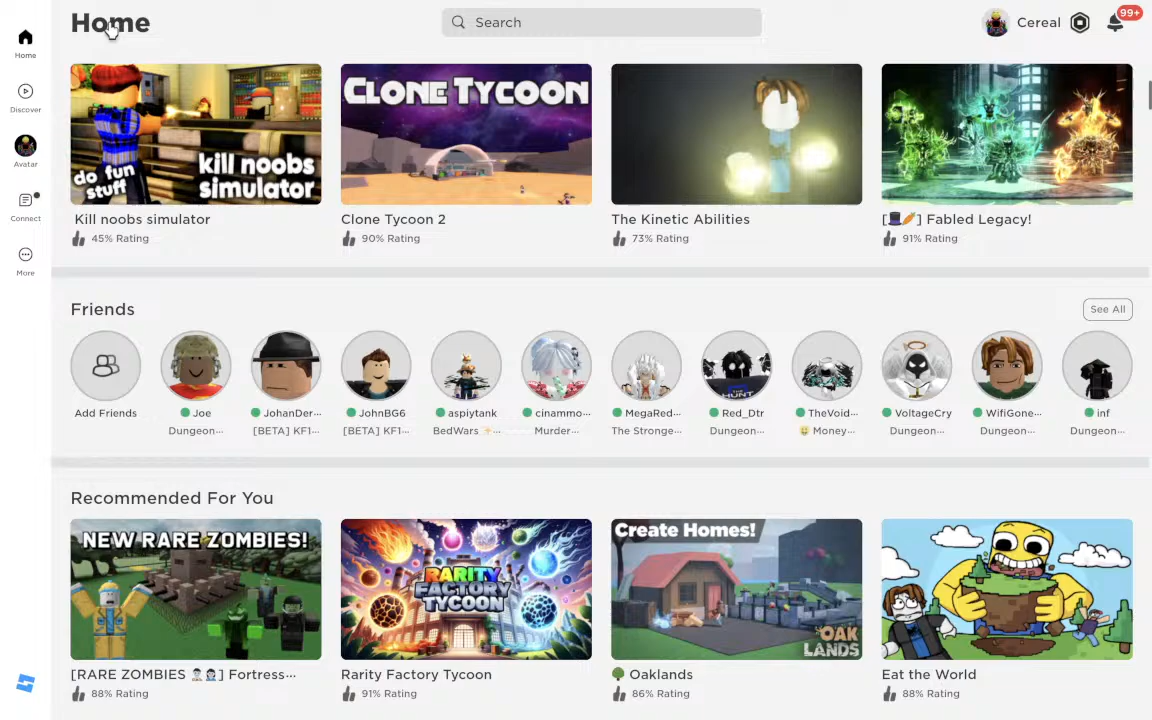 Home
Search
Cereal
99+
Home
Discover
Avatar
Connect
More
do fun
stuff
kill noobs
simulator
CLONE TYCOON
Kill noobs simulator
45% Rating
Clone Tycoon 2
90% Rating
The Kinetic Abilities
73% Rating
[🎩🥕] Fabled Legacy!
91% Rating
Friends
See All
Add Friends
Joe
Dungeon...
JohanDer...
[BETA] KF1...
JohnBG6
[BETA] KF1...
aspiytank
BedWars ✨...
cinammo...
Murder...
MegaRed...
The Stronge...
Red_Dtr
Dungeon...
TheVoid...
🤑 Money...
VoltageCry
Dungeon...
WifiGone...
Dungeon...
inf
Dungeon...
THE HUNT
Recommended For You
NEW RARE ZOMBIES!
RARITY
FACTORY
TYCOON
Create Homes!
OAK
LANDS
[RARE ZOMBIES 🧟‍♂️🧟‍♀️] Fortress...
88% Rating
Rarity Factory Tycoon
91% Rating
🌳 Oaklands
86% Rating
Eat the World
88% Rating